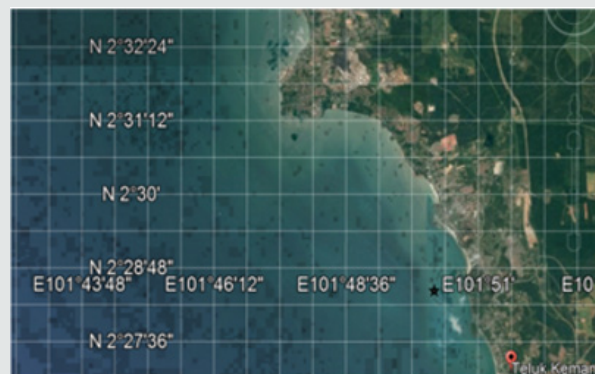 N 2°32'24"
N 2°31'12"
N 2°30'
N 2°28'48"
E101°43'48" E101°46'12" E101°48'36" E101°51' E10
N 2°27'36"
Teluk Keman